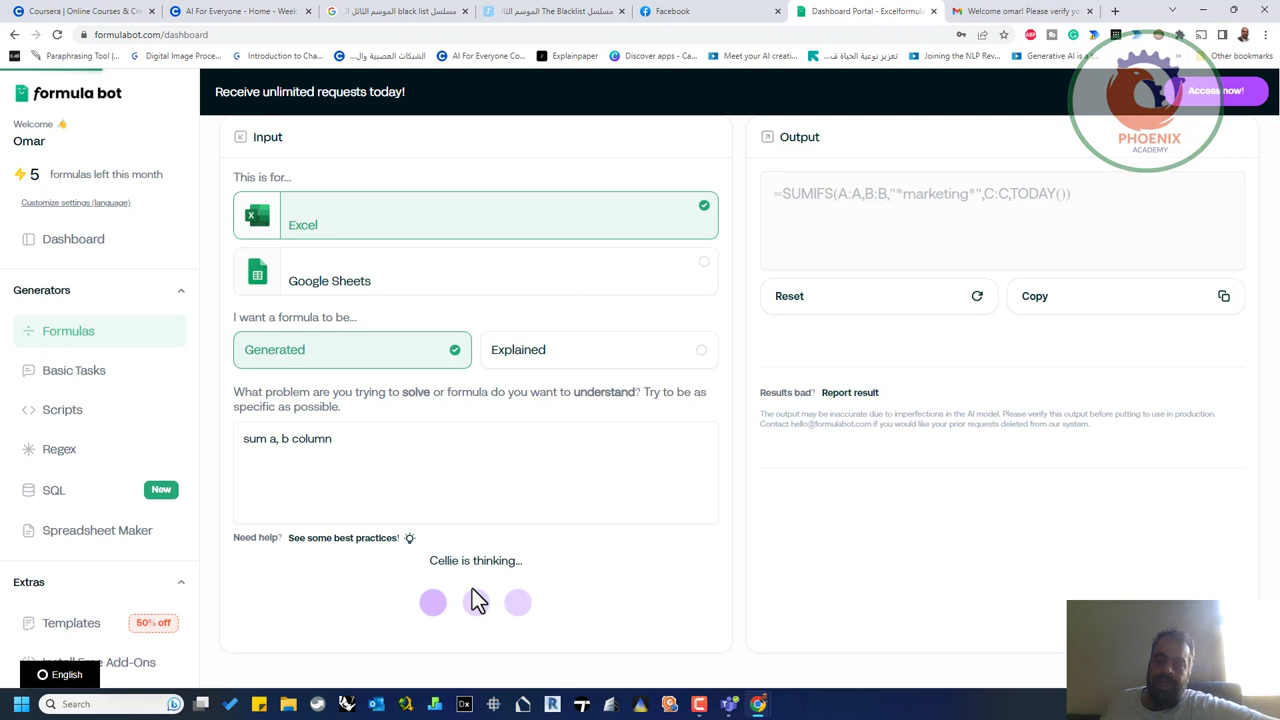 Coursera | Online Courses & Cre
AI For Everyone - Home - Week
مسلسل black list الموسم الثالث
مسلسل The Blacklist الموسم
Facebook
Dashboard Portal - Excelformula
Welcome omar! Please verify yo
formulabot.com/dashboard
Paraphrasing Tool |...
Digital Image Proce...
Introduction to Cha...
الشبكات العصبية وال...
AI For Everyone Co...
Explainpaper
Discover apps - Ca...
Meet your AI creati...
تعزيز نوعية الحياة ف...
Joining the NLP Rev...
Generative AI is a...
Other bookmarks
formula bot
Receive unlimited requests today!
Access now!
PHOENIX
ACADEMY
Welcome
Omar
5 formulas left this month
Customize settings (language)
Dashboard
Generators
Formulas
Basic Tasks
Scripts
Regex
SQL
New
Spreadsheet Maker
Extras
Templates
50% off
Install Free Add-Ons
English
Input
This is for...
Excel
Google Sheets
I want a formula to be...
Generated
Explained
What problem are you trying to solve or formula do you want to understand? Try to be as
specific as possible.
sum a, b column
Need help? See some best practices!
Cellie is thinking...
Output
=SUMIFS(A:A,B:B,"*marketing*",C:C,TODAY())
Reset
Copy
Results bad? Report result
The output may be inaccurate due to imperfections in the AI model. Please verify this output before putting to use in production.
Contact hello@formulabot.com if you would like your prior requests deleted from our system.
Search